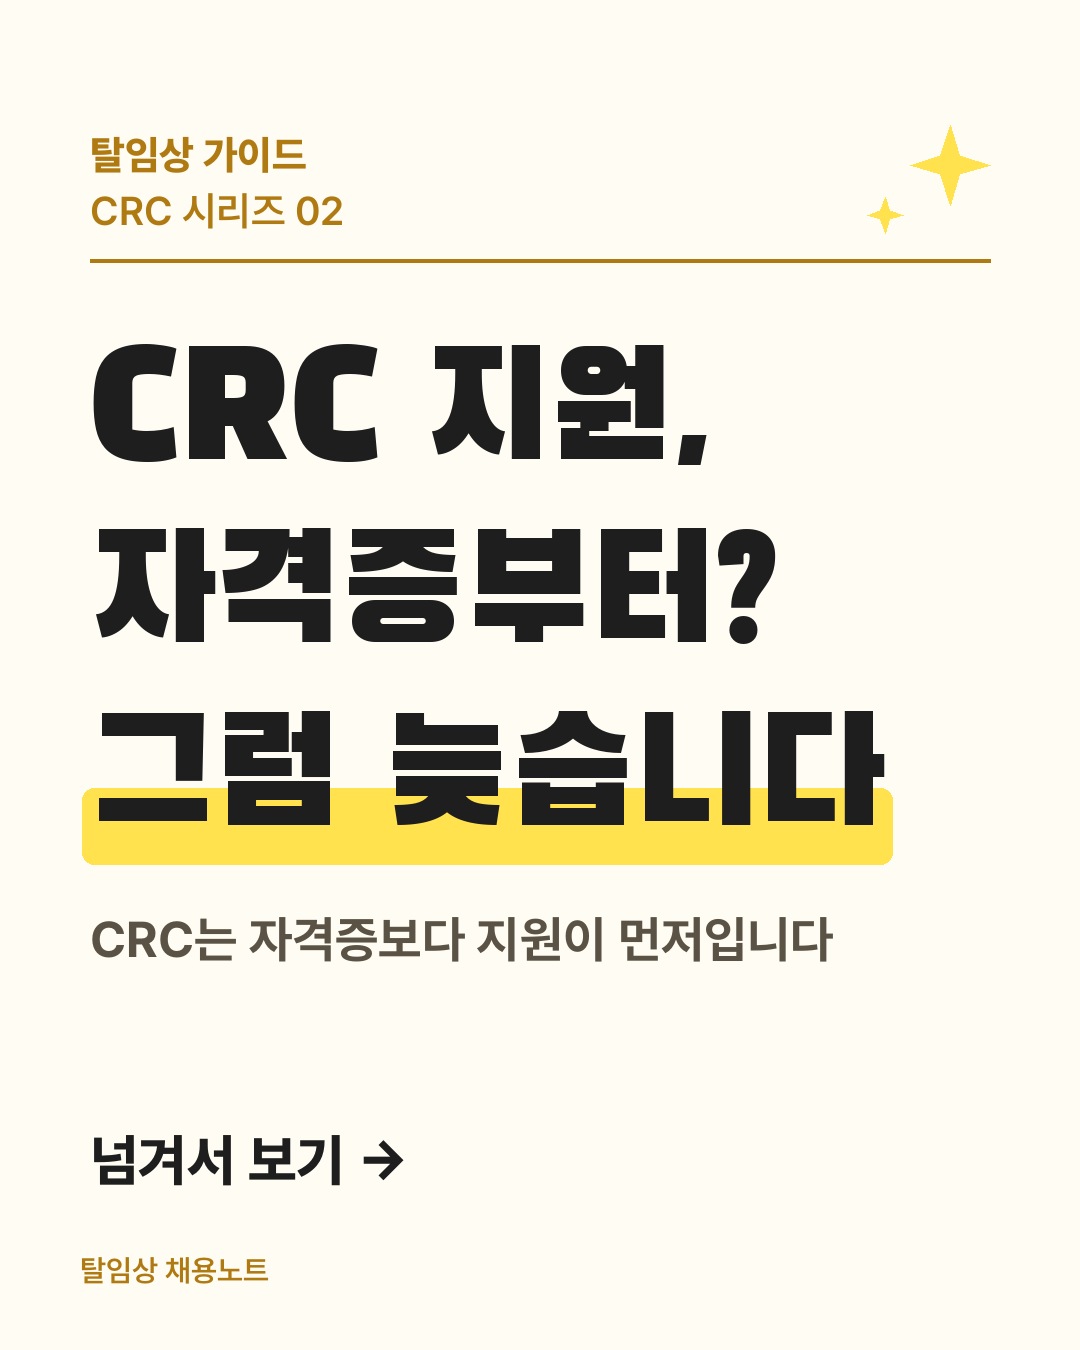 탈임상 가이드
CRC 시리즈 02
CRC 지원,
자격증부터?
그럼 늦습니다
CRC는 자격증보다 지원이 먼저입니다
넘겨서 보기 →
탈임상 채용노트